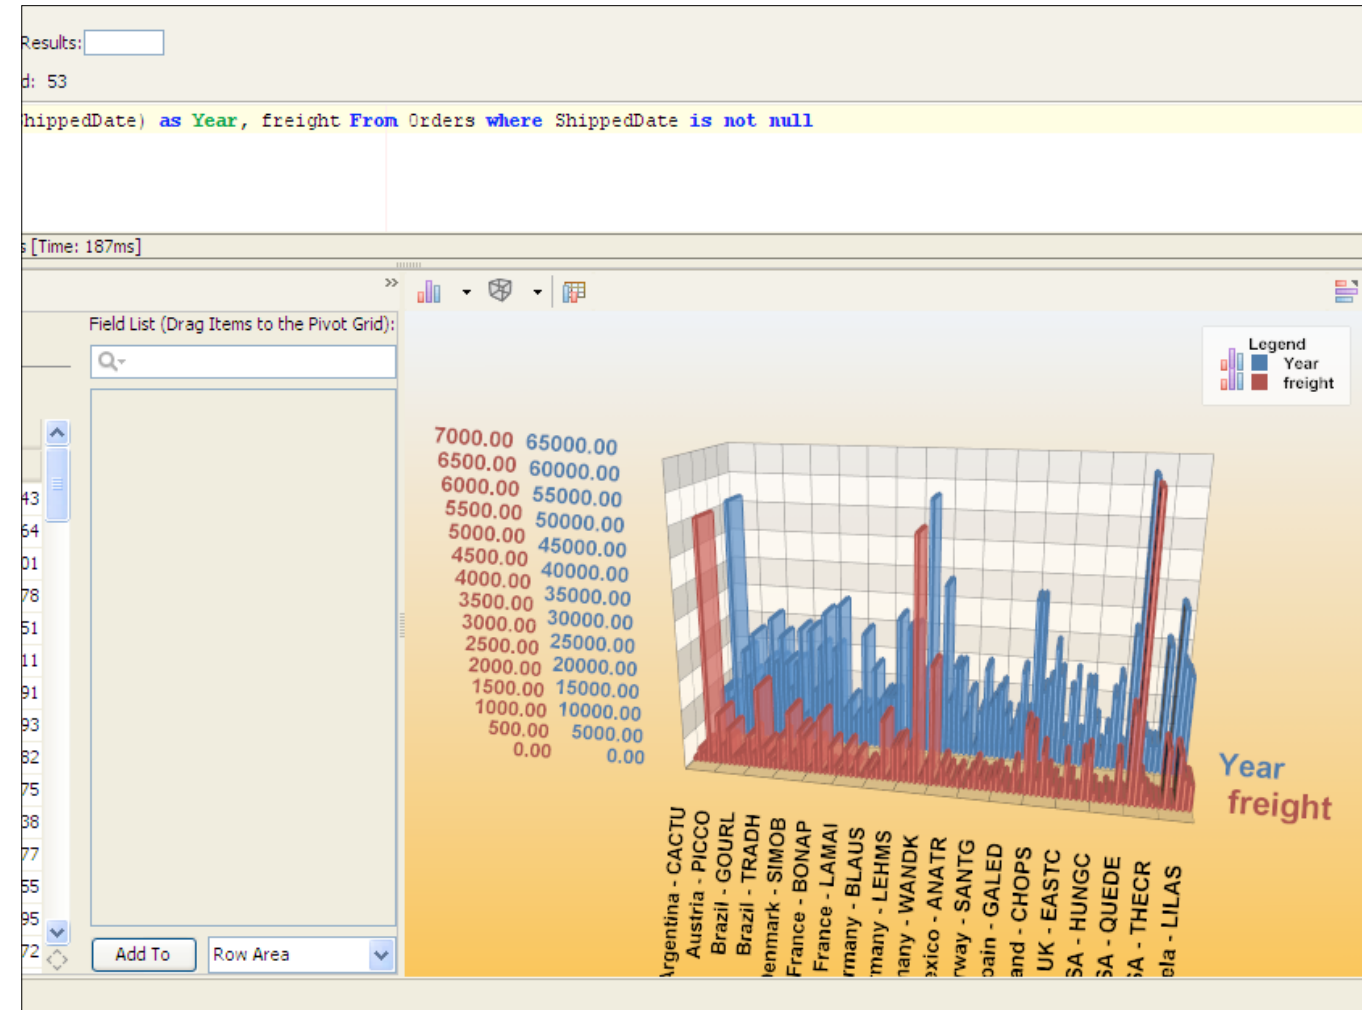 Results:
d: 53
hippedDate) as Year, freight From Orders where ShippedDate is not null
s [Time: 187ms]
»
Field List (Drag Items to the Pivot Grid):
43
64
01
78
51
11
91
93
82
75
38
77
55
95
72
Add To
Row Area
Legend
Year
freight
7000.00 65000.00
6500.00 60000.00
6000.00 55000.00
5500.00 50000.00
5000.00 45000.00
4500.00 40000.00
4000.00 35000.00
3500.00 30000.00
3000.00 25000.00
2500.00 20000.00
2000.00 15000.00
1500.00 10000.00
1000.00 5000.00
500.00 0.00
0.00
Year
freight
Argentina - CACTU
Austria - PICCO
Brazil - GOURL
Brazil - TRADH
Denmark - SIMOB
France - BONAP
France - LAMAI
rmany - BLAUS
rmany - LEHMS
nany - WANDK
exico - ANATR
rway - SANTG
pain - GALED
and - CHOPS
UK - EASTC
SA - HUNGC
SA - QUEDE
SA - THECR
ela - LILAS